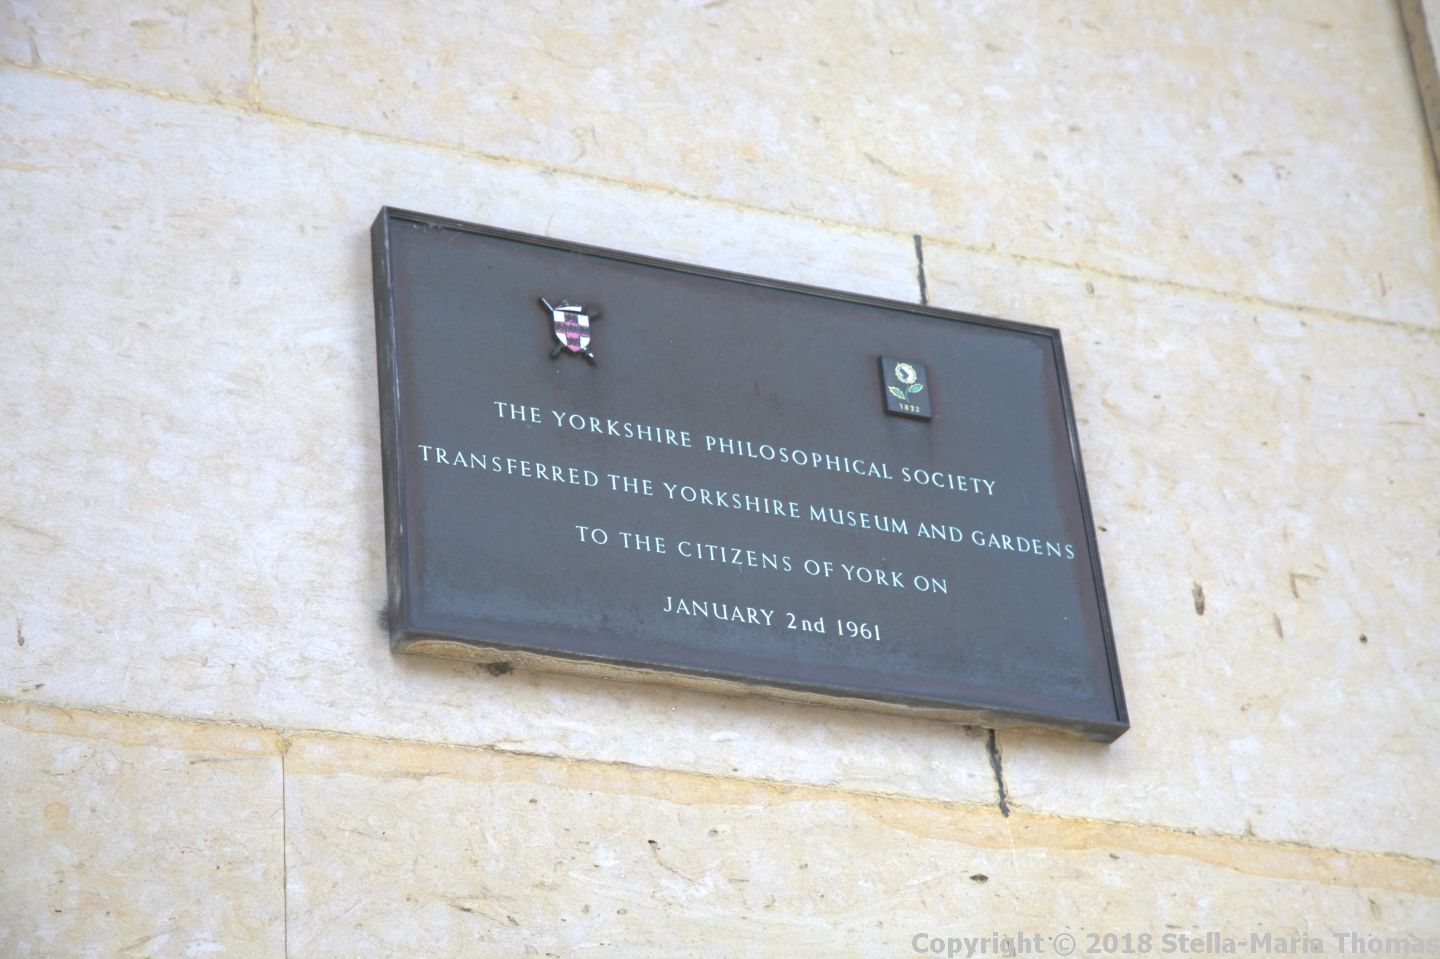 1822
THE YORKSHIRE PHILOSOPHICAL SOCIETY
TRANSFERRED THE YORKSHIRE MUSEUM AND GARDENS
TO THE CITIZENS OF YORK ON
JANUARY 2nd 1961
Copyright © 2018 Stella-Maria Thomas